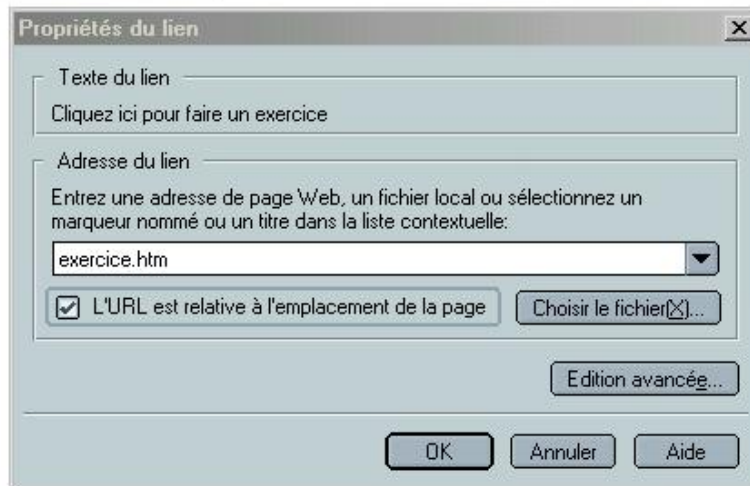 Propriétés du lien
Texte du lien
Cliquez ici pour faire un exercice
Adresse du lien
Entrez une adresse de page Web, un fichier local ou sélectionnez un
marqueur nommé ou un titre dans la liste contextuelle:
exercice.htm
L'URL est relative à l'emplacement de la page
Choisir le fichier(X)...
Edition avancée...
OK
Annuler
Aide